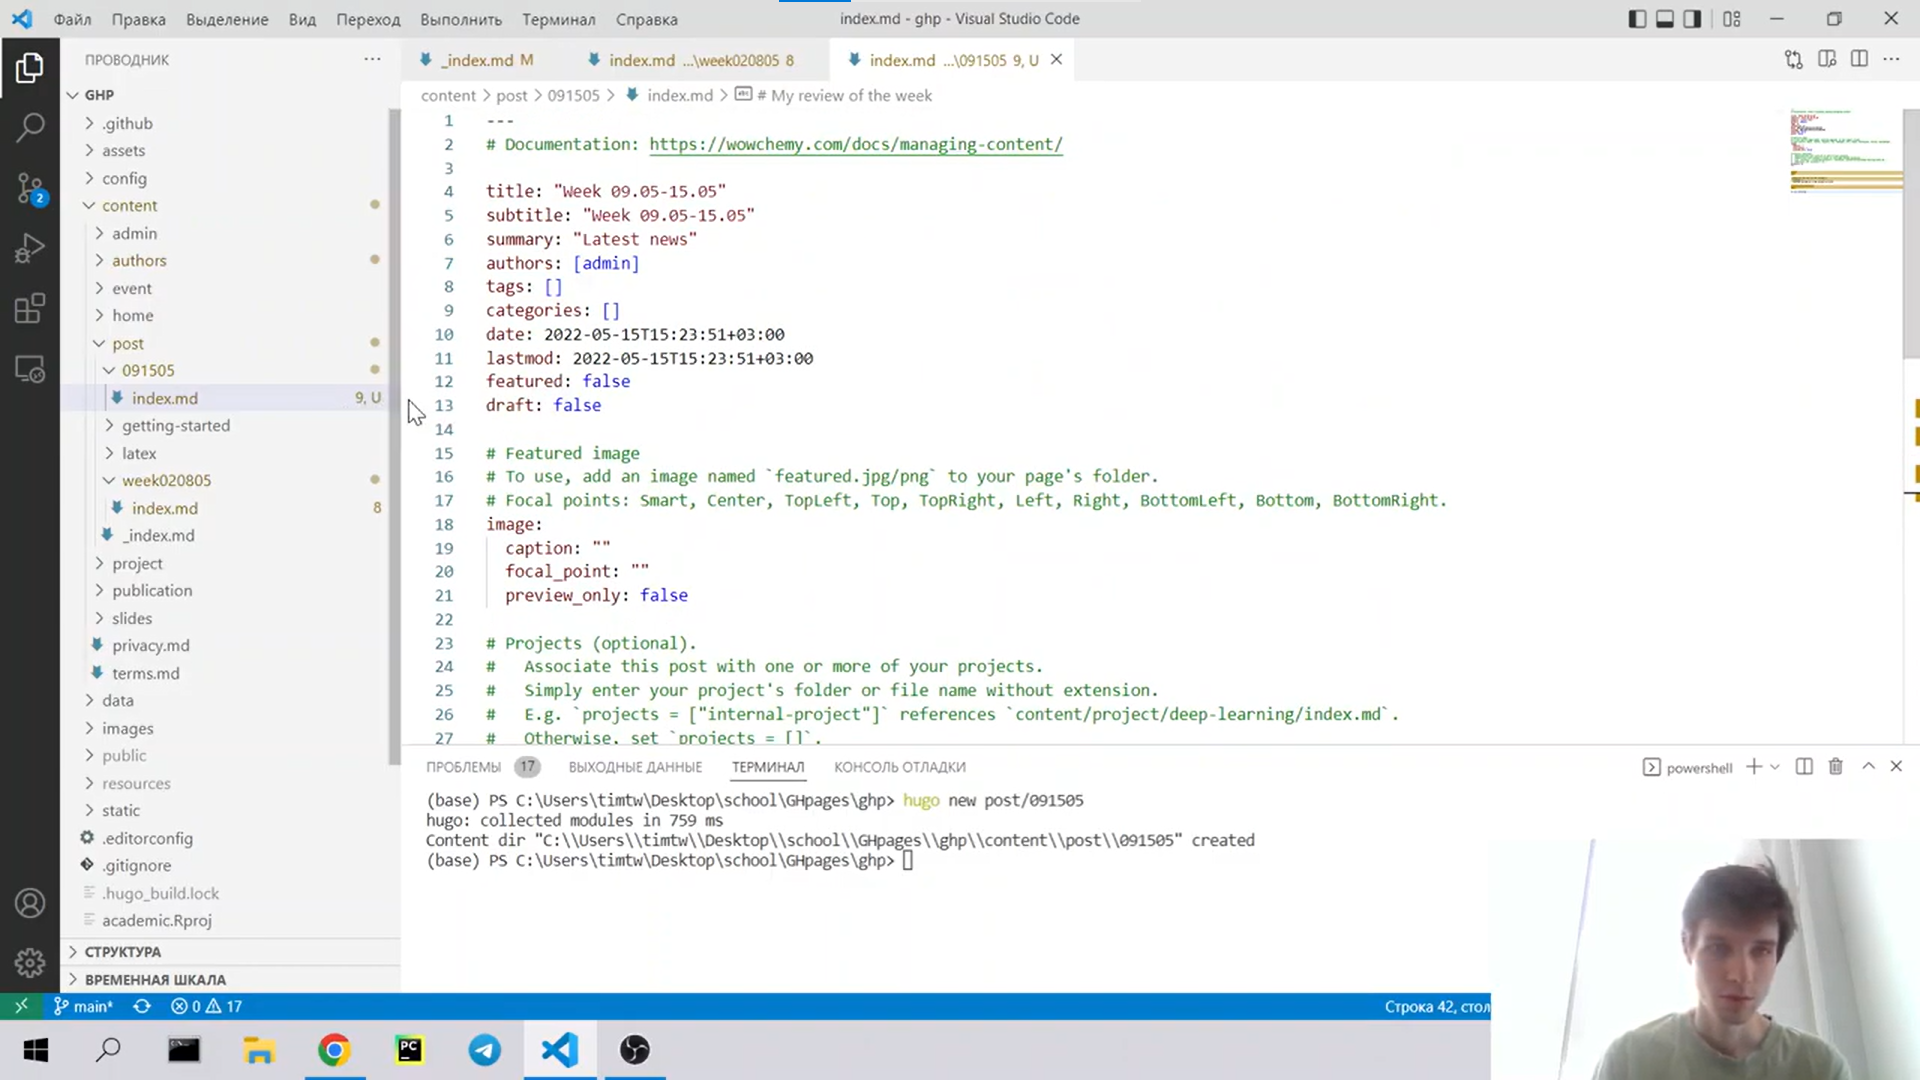 Файл Правка Выделение Вид Переход Выполнить Терминал Справка
index.md - ghp - Visual Studio Code
ПРОВОДНИК
_index.md M
index.md ...\week020805 8
index.md ...\091505 9, U
content > post > 091505 > index.md > # My review of the week
GHP
.github
assets
config
content
admin
authors
event
home
post
091505
index.md 9, U
getting-started
latex
week020805
index.md 8
_index.md
project
publication
slides
privacy.md
terms.md
data
images
public
resources
static
.editorconfig
.gitignore
.hugo_build.lock
academic.Rproj
СТРУКТУРА
ВРЕМЕННАЯ ШКАЛА
2
1 ---
2 # Documentation: https://wowchemy.com/docs/managing-content/
3
4 title: "Week 09.05-15.05"
5 subtitle: "Week 09.05-15.05"
6 summary: "Latest news"
7 authors: [admin]
8 tags: []
9 categories: []
10 date: 2022-05-15T15:23:51+03:00
11 lastmod: 2022-05-15T15:23:51+03:00
12 featured: false
13 draft: false
14
15 # Featured image
16 # To use, add an image named `featured.jpg/png` to your page's folder.
17 # Focal points: Smart, Center, TopLeft, Top, TopRight, Left, Right, BottomLeft, Bottom, BottomRight.
18 image:
19 caption: ""
20 focal_point: ""
21 preview_only: false
22
23 # Projects (optional).
24 # Associate this post with one or more of your projects.
25 # Simply enter your project's folder or file name without extension.
26 # E.g. `projects = ["internal-project"]` references `content/project/deep-learning/index.md`.
27 # Otherwise, set `projects = []`.
ПРОБЛЕМЫ 17 ВЫХОДНЫЕ ДАННЫЕ ТЕРМИНАЛ КОНСОЛЬ ОТЛАДКИ
powershell
(base) PS C:\Users\timtw\Desktop\school\GHpages\ghp> hugo new post/091505
hugo: collected modules in 759 ms
Content dir "C:\\Users\\timtw\\Desktop\\school\\GHpages\\ghp\\content\\post\\091505" created
(base) PS C:\Users\timtw\Desktop\school\GHpages\ghp>
main* 0 17
Строка 42, стол
PC